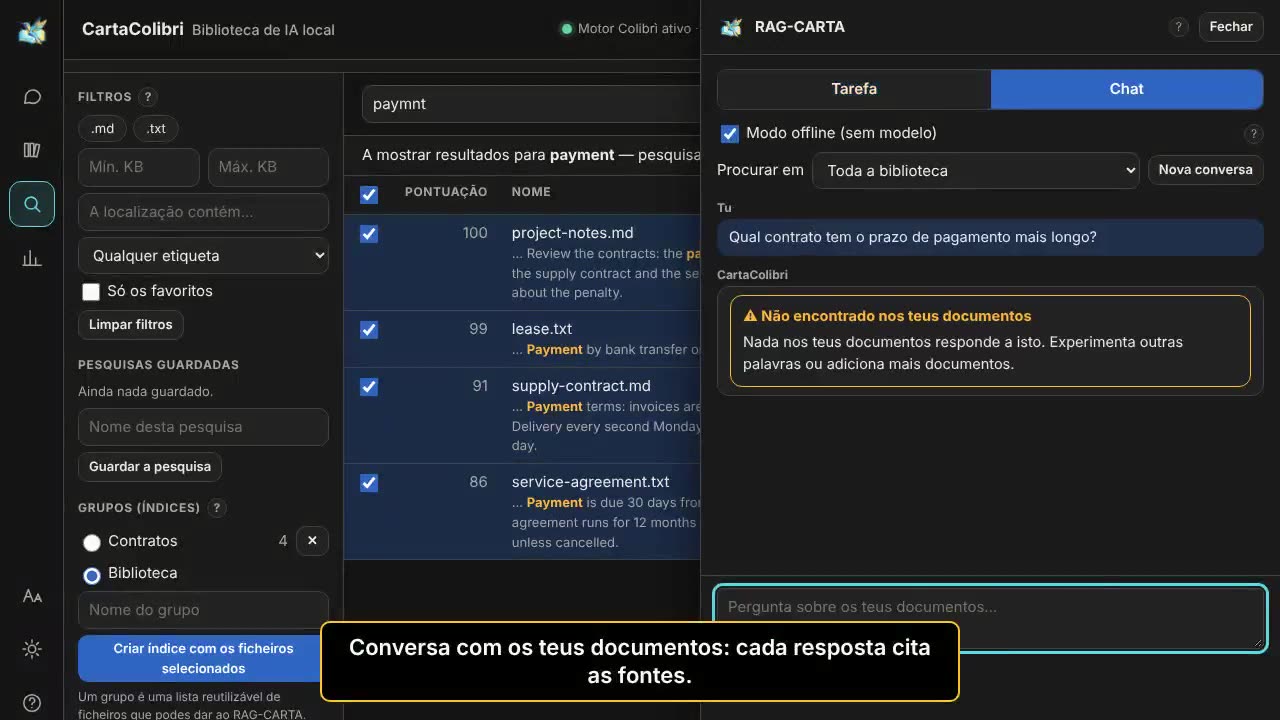 CartaColibri Biblioteca de IA local
Motor Colibrì ativo
FILTROS ?
.md .txt
Mín. KB Máx. KB
A localização contém…
Qualquer etiqueta
Só os favoritos
Limpar filtros
PESQUISAS GUARDADAS
Ainda nada guardado.
Nome desta pesquisa
Guardar a pesquisa
GRUPOS (ÍNDICES) ?
Contratos 4 ×
Biblioteca
Nome do grupo
Criar índice com os ficheiros
selecionados
Um grupo é uma lista reutilizável de
ficheiros que podes dar ao RAG-CARTA.
paymnt
A mostrar resultados para payment — pesquisa
PONTUAÇÃO NOME
100 project-notes.md
… Review the contracts: the pa
the supply contract and the se
about the penalty.
99 lease.txt
… Payment by bank transfer o
91 supply-contract.md
… Payment terms: invoices are
Delivery every second Monday
day.
86 service-agreement.txt
… Payment is due 30 days fro
agreement runs for 12 months
unless cancelled.
RAG-CARTA ? Fechar
Tarefa Chat
Modo offline (sem modelo) ?
Procurar em Toda a biblioteca Nova conversa
Tu
Qual contrato tem o prazo de pagamento mais longo?
CartaColibri
⚠ Não encontrado nos teus documentos
Nada nos teus documentos responde a isto. Experimenta outras
palavras ou adiciona mais documentos.
Pergunta sobre os teus documentos…
Conversa com os teus documentos: cada resposta cita
as fontes.
AA
?